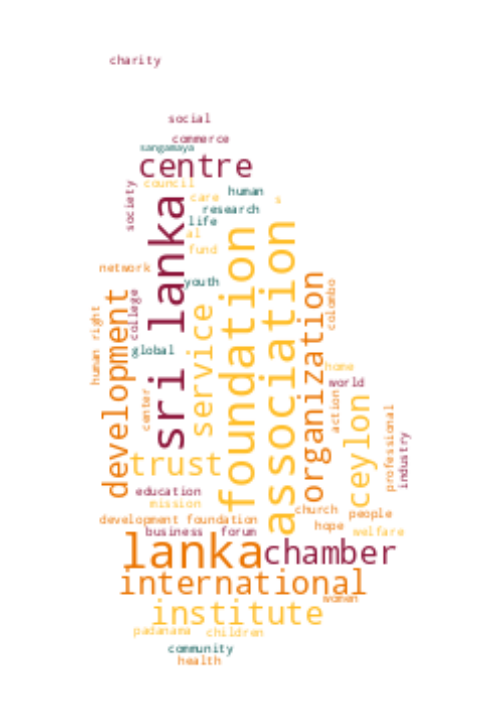 charity
social
commerce
sangamaya
centre
council
society
human
care
s
research
life
al
sri lanka
fund
foundation
association
network
youth
organization
colombo
development
college
human right
service
global
home
world
center
action
ceylon
professional
industry
trust
education
mission
church
people
development foundation
hope
business
forum
welfare
lanka
chamber
international
women
institute
padanama
children
community
health